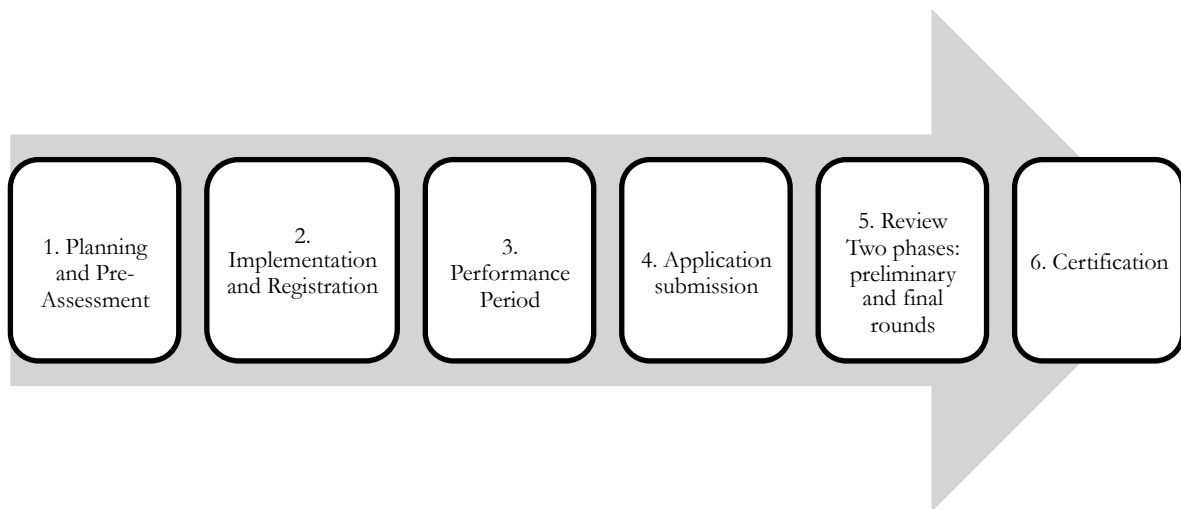 1. Planning
and Pre-
Assessment
2.
Implementation
and Registration
3.
Performance
Period
4. Application
submission
5. Review
Two phases:
preliminary
and final
rounds
6. Certification